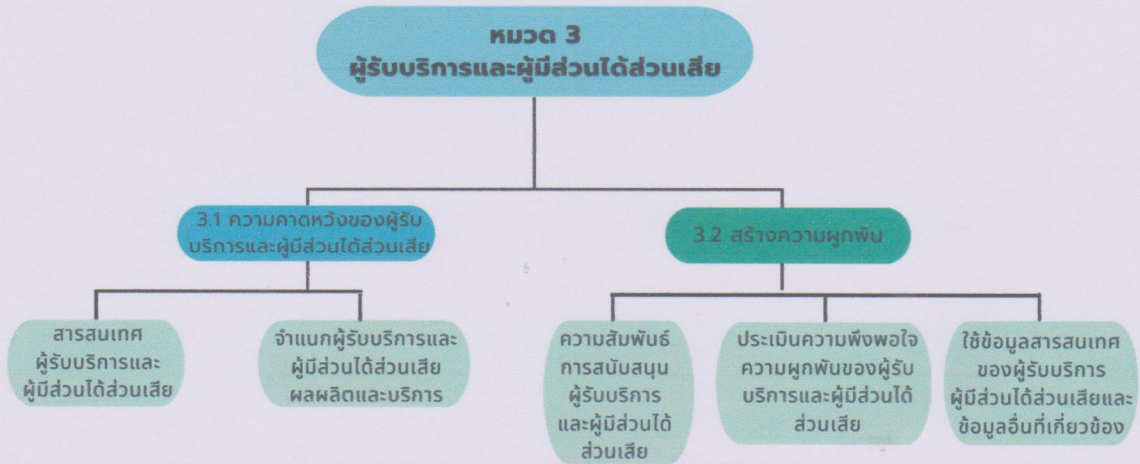 หมวด 3
ผู้รับบริการและผู้มีส่วนได้ส่วนเสีย
3.1 ความคาดหวังของผู้รับ
บริการและผู้มีส่วนได้ส่วนเสีย
3.2 สร้างความผูกพัน
สารสนเทศ
ผู้รับบริการและ
ผู้มีส่วนได้ส่วนเสีย
จำแนกผู้รับบริการและ
ผู้มีส่วนได้ส่วนเสีย
ผลผลิตและบริการ
ความสัมพันธ์
การสนับสนุน
ผู้รับบริการ
และผู้มีส่วนได้
ส่วนเสีย
ประเมินความพึงพอใจ
ความผูกพันของผู้รับ
บริการและผู้มีส่วนได้
ส่วนเสีย
ใช้ข้อมูลสารสนเทศ
ของผู้รับบริการ
ผู้มีส่วนได้ส่วนเสียและ
ข้อมูลอื่นที่เกี่ยวข้อง